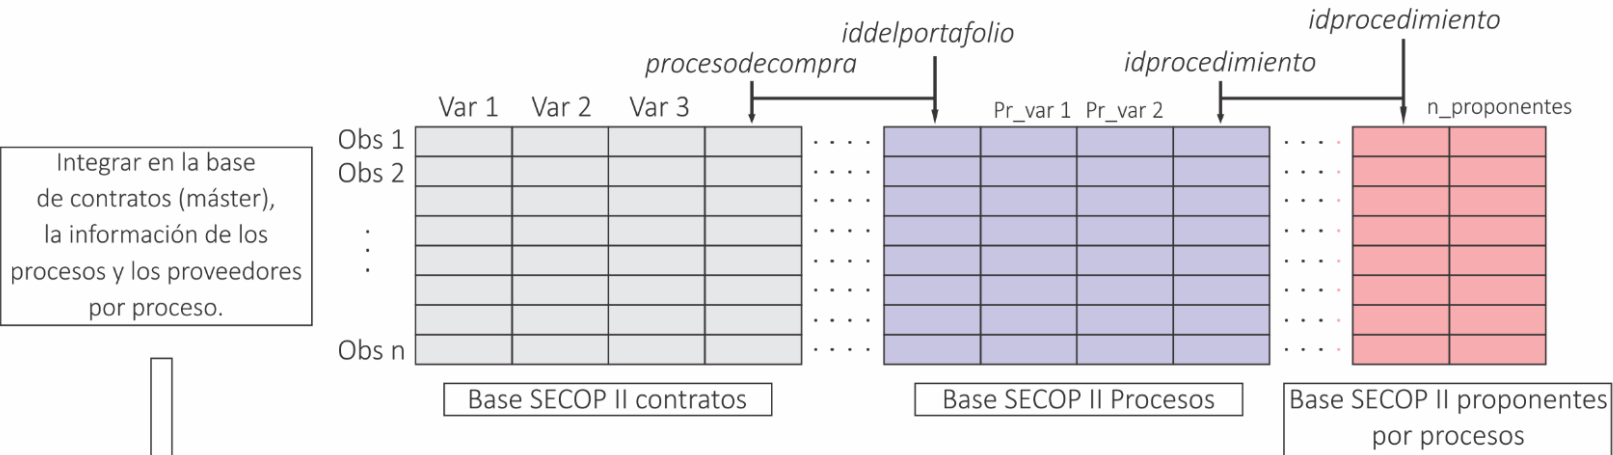 idprocedimiento
iddelportafolio
procesodecompra
idprocedimiento
Var 1 Var 2 Var 3
Pr_var 1 Pr_var 2
n_proponentes
Obs 1
Obs 2
Obs n
Integrar en la base
de contratos (máster),
la información de los
procesos y los proveedores
por proceso.
Base SECOP II contratos
Base SECOP II Procesos
Base SECOP II proponentes
por procesos